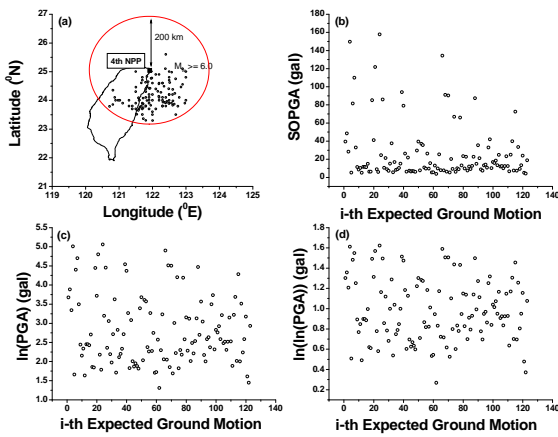 (a)
200 km
4th NPP
Mw >= 6.0
Latitude (⁰N)
27
26
25
24
23
22
21
119 120 121 122 123 124 125
Longitude (⁰E)
(b)
SOPGA (gal)
180
160
140
120
100
80
60
40
20
0
0 20 40 60 80 100 120 140
i-th Expected Ground Motion
(c)
ln(PGA) (gal)
5.5
5.0
4.5
4.0
3.5
3.0
2.5
2.0
1.5
1.0
0 20 40 60 80 100 120 140
i-th Expected Ground Motion
(d)
ln(ln(PGA)) (gal)
1.8
1.6
1.4
1.2
1.0
0.8
0.6
0.4
0.2
0 20 40 60 80 100 120 140
i-th Expected Ground Motion